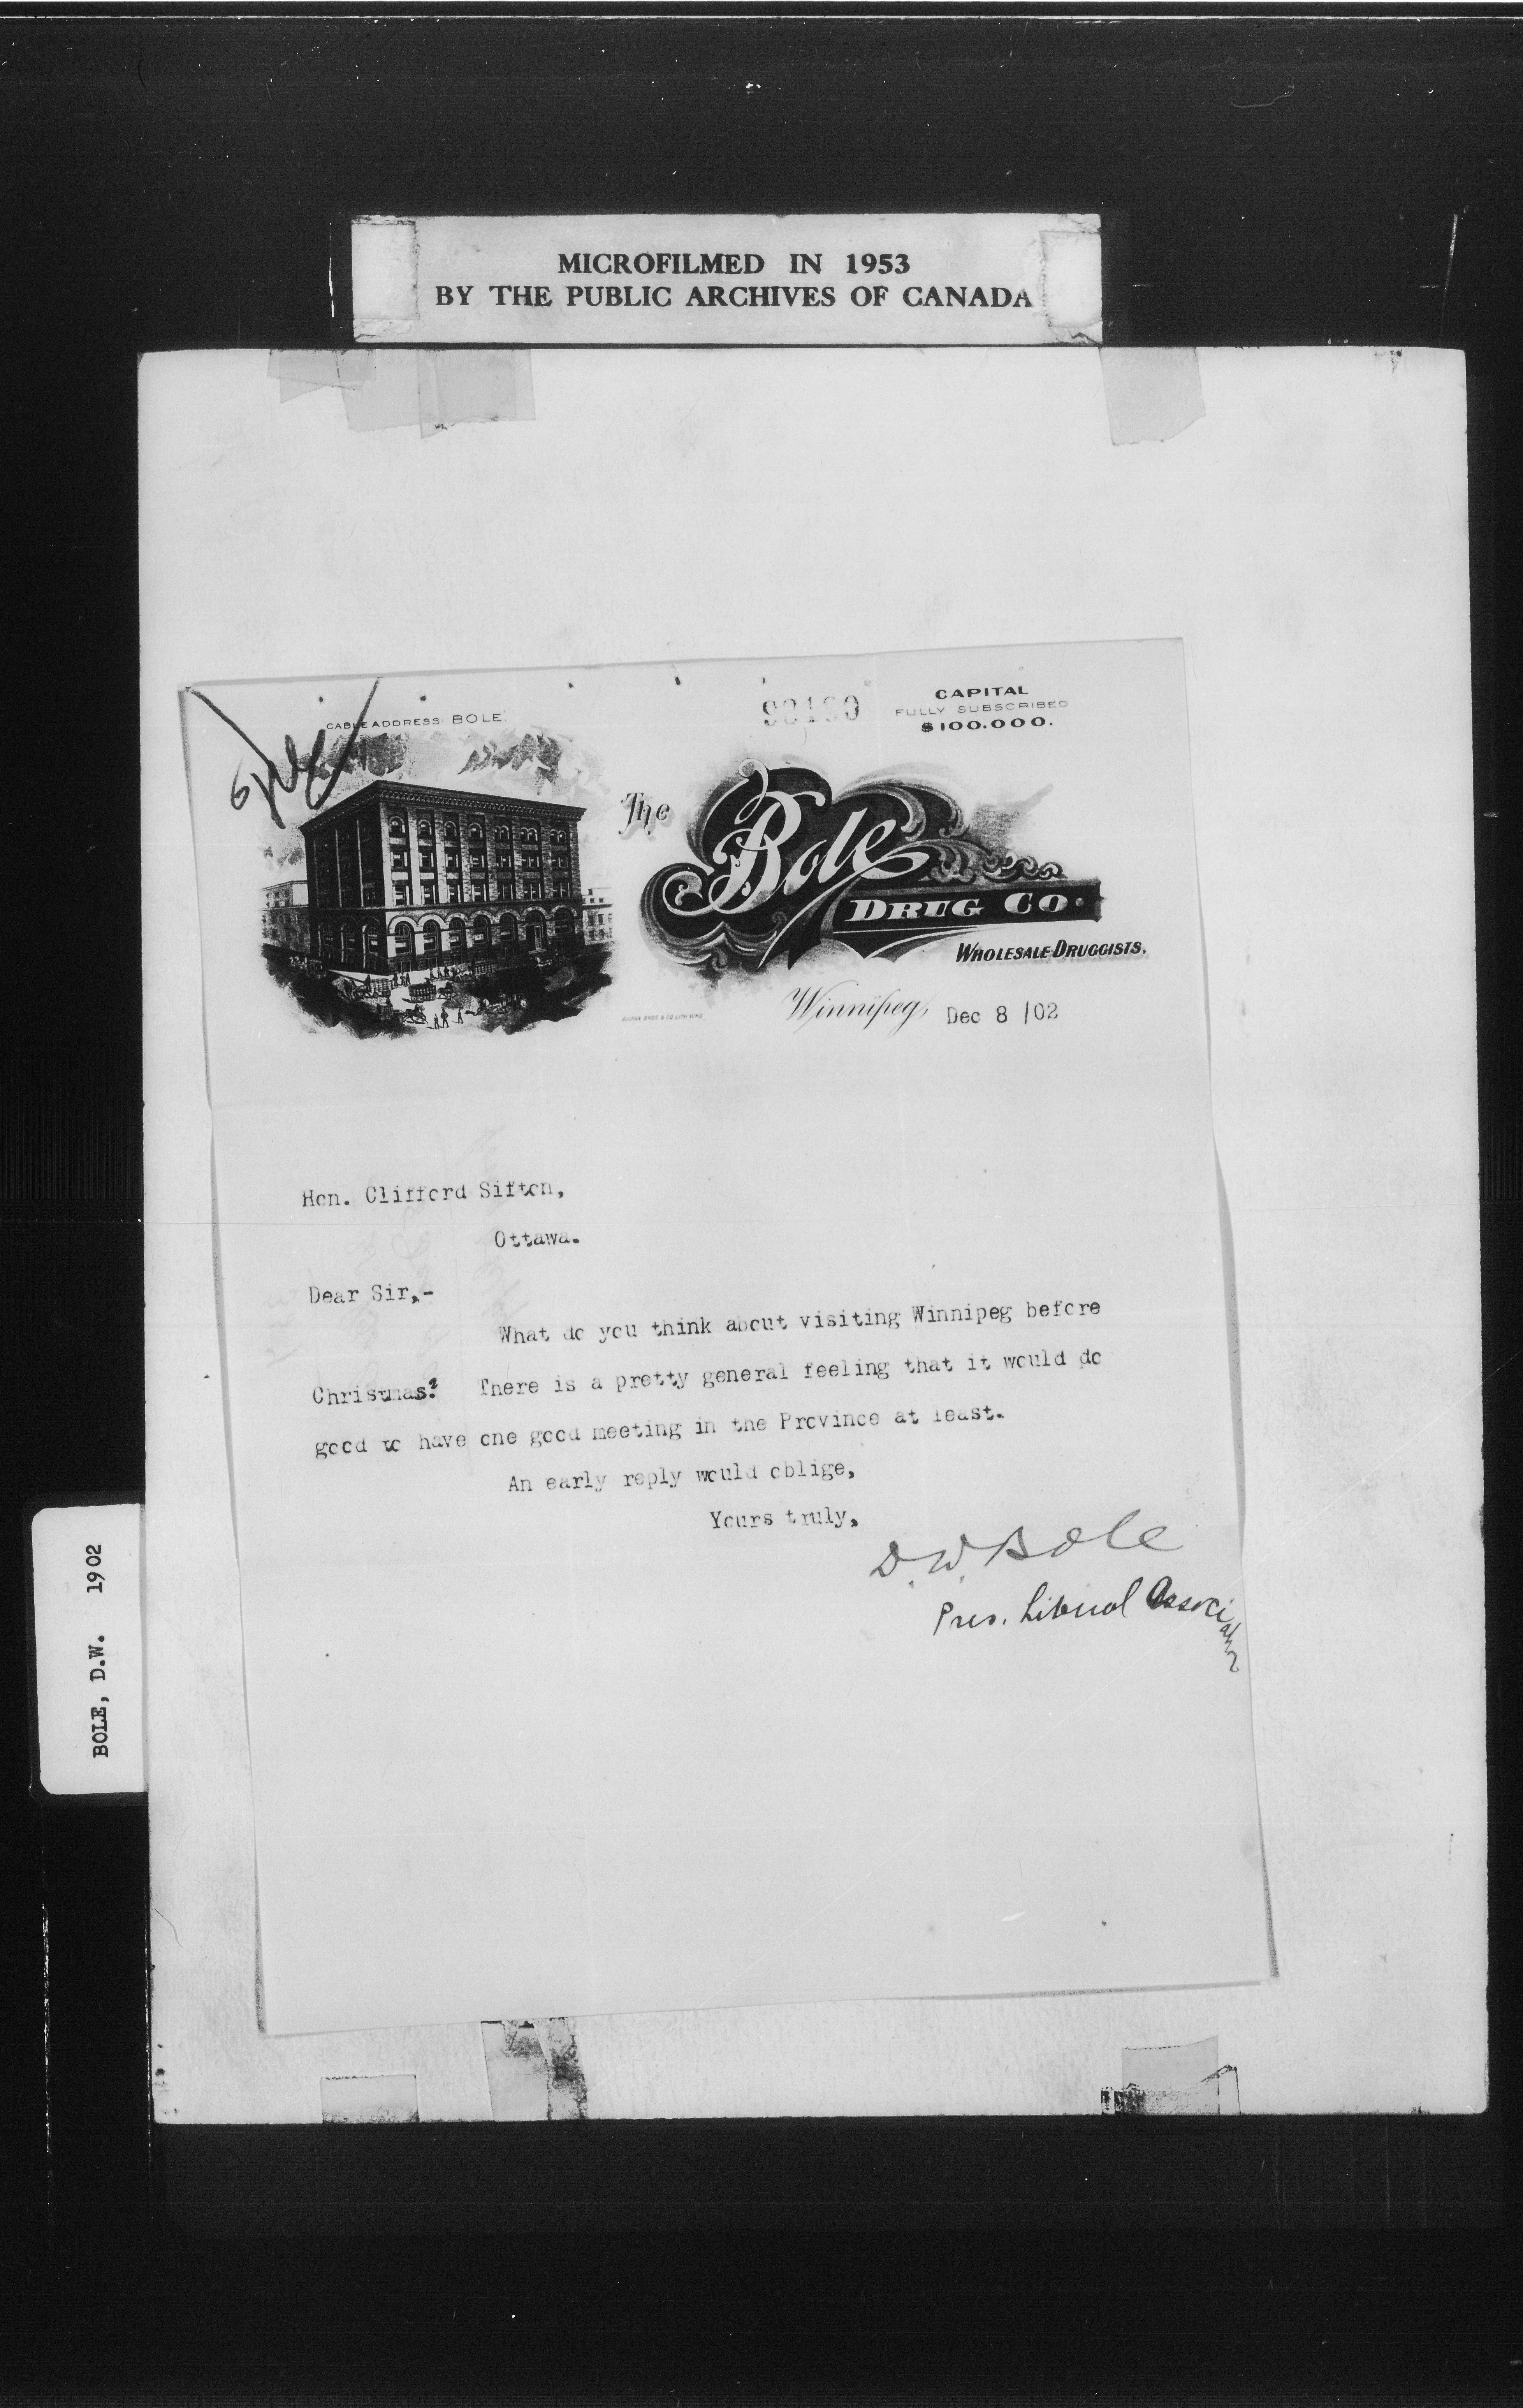 MICROFILMED IN 1953
BY THE PUBLIC ARCHIVES OF CANADA
CABLE ADDRESS BOLE
CAPITAL
FULLY SUBSCRIBED
$100.000.
The Bole
DRUG CO.
WHOLESALE DRUGGISTS.
Winnipeg, Dec 8 /02
Hon. Clifford Sifton,
Ottawa.
Dear Sir,-
What do you think about visiting Winnipeg before
Christmas? There is a pretty general feeling that it would do
good to have one good meeting in the Province at least.
An early reply would oblige,
Yours truly,
D. W. Bole
Pres. Liberal Association
BOLE, D.W. 1902